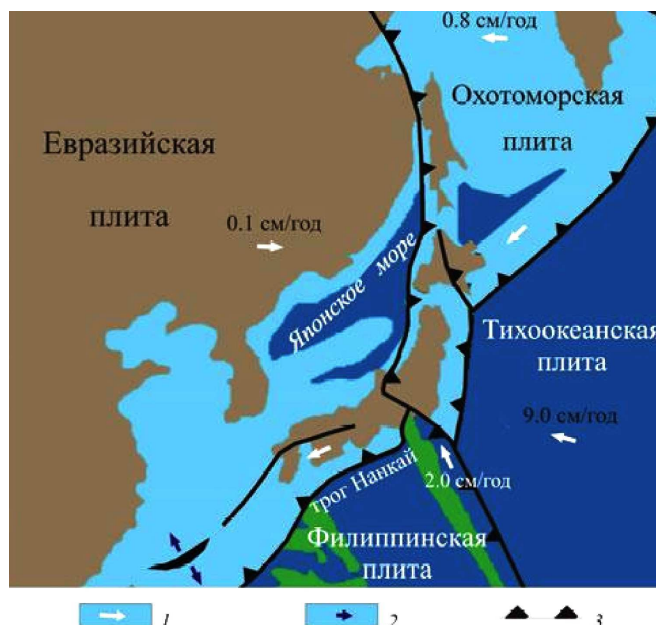 0.8 см/год
Охотоморская
плита
Евразийская
плита
0.1 см/год
Японское море
Тихоокеанская
плита
9.0 см/год
2.0 см/год
трог Нанкай
Филиппинская
плита
1
2
3